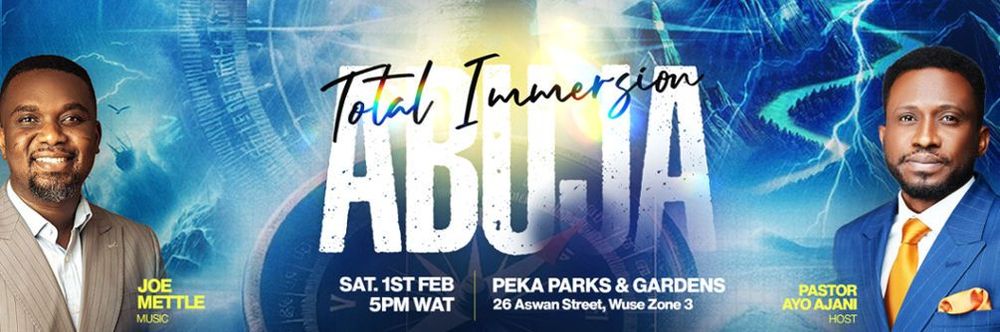 Total Immersion
ABUJA
JOE
METTLE
MUSIC
SAT. 1ST FEB
5PM WAT
PEKA PARKS & GARDENS
26 Aswan Street, Wuse Zone 3
PASTOR
AYO AJANI
HOST